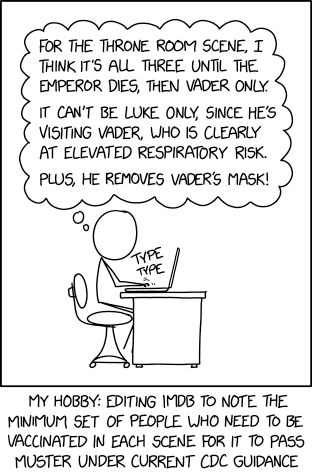 FOR THE THRONE ROOM SCENE, I
THINK IT'S ALL THREE UNTIL THE
EMPEROR DIES, THEN VADER ONLY.
IT CAN'T BE LUKE ONLY, SINCE HE'S
VISITING VADER, WHO IS CLEARLY
AT ELEVATED RESPIRATORY RISK.
PLUS, HE REMOVES VADER'S MASK!
TYPE
TYPE
MY HOBBY: EDITING IMDB TO NOTE THE
MINIMUM SET OF PEOPLE WHO NEED TO BE
VACCINATED IN EACH SCENE FOR IT TO PASS
MUSTER UNDER CURRENT CDC GUIDANCE